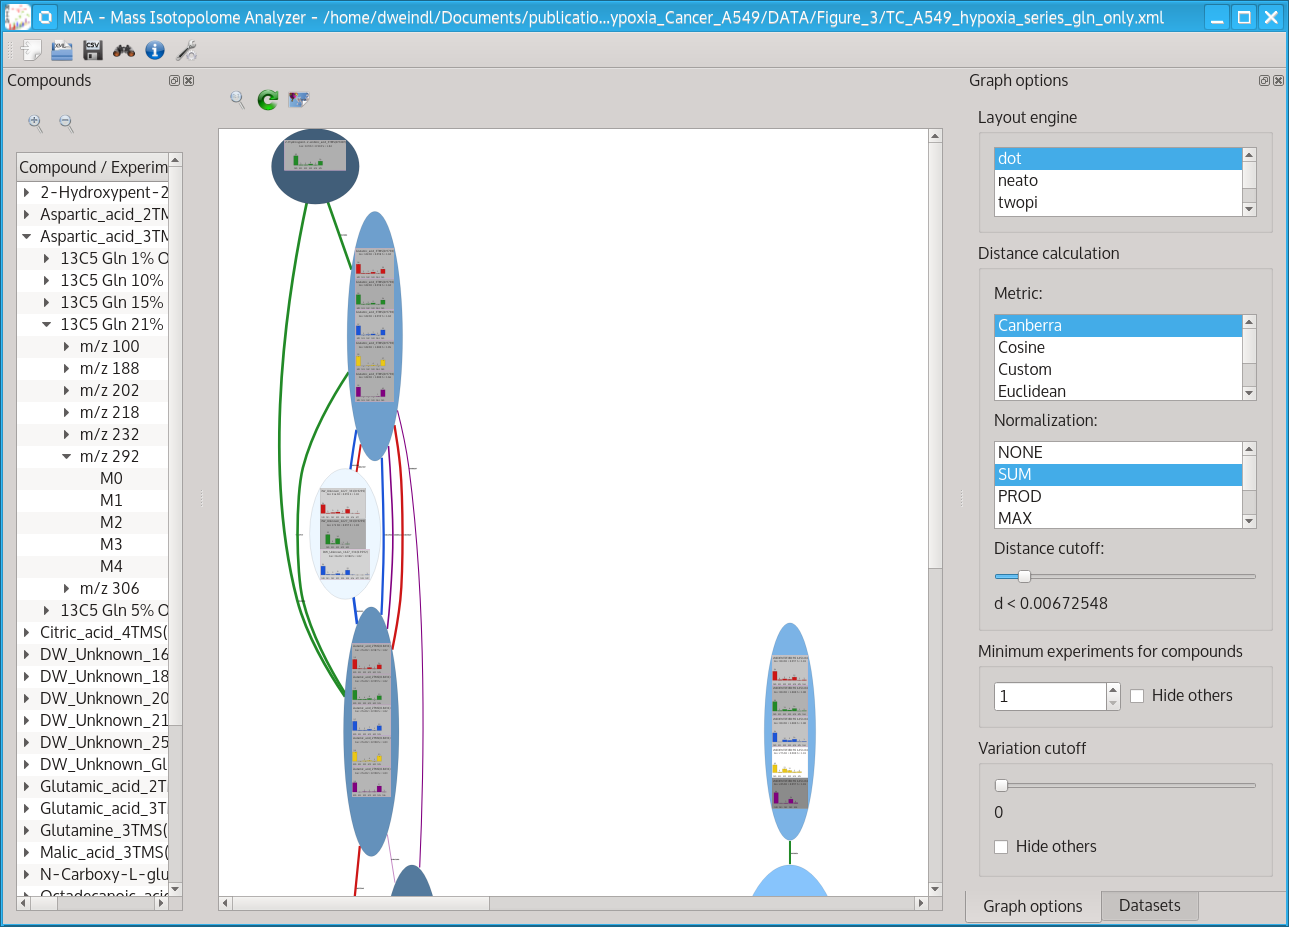 MIA - Mass Isotopolome Analyzer - /home/dweindl/Documents/publicatio...ypoxia_Cancer_A549/DATA/Figure_3/TC_A549_hypoxia_series_gln_only.xml
XML
CSV
Compounds
Compound / Experim
2-Hydroxypent-2
Aspartic_acid_2TM
Aspartic_acid_3TM
13C5 Gln 1% O
13C5 Gln 10%
13C5 Gln 15%
13C5 Gln 21%
m/z 100
m/z 188
m/z 202
m/z 218
m/z 232
m/z 292
M0
M1
M2
M3
M4
m/z 306
13C5 Gln 5% O
Citric_acid_4TMS(
DW_Unknown_16
DW_Unknown_18
DW_Unknown_20
DW_Unknown_21
DW_Unknown_25
DW_Unknown_Gl
Glutamic_acid_2T
Glutamic_acid_3T
Glutamine_3TMS(
Malic_acid_3TMS(
N-Carboxy-L-glu
Octadecanoic_acid
Graph options
Layout engine
dot
neato
twopi
Distance calculation
Metric:
Canberra
Cosine
Custom
Euclidean
Normalization:
NONE
SUM
PROD
MAX
Distance cutoff:
d < 0.00672548
Minimum experiments for compounds
1
Hide others
Variation cutoff
0
Hide others
Graph options
Datasets